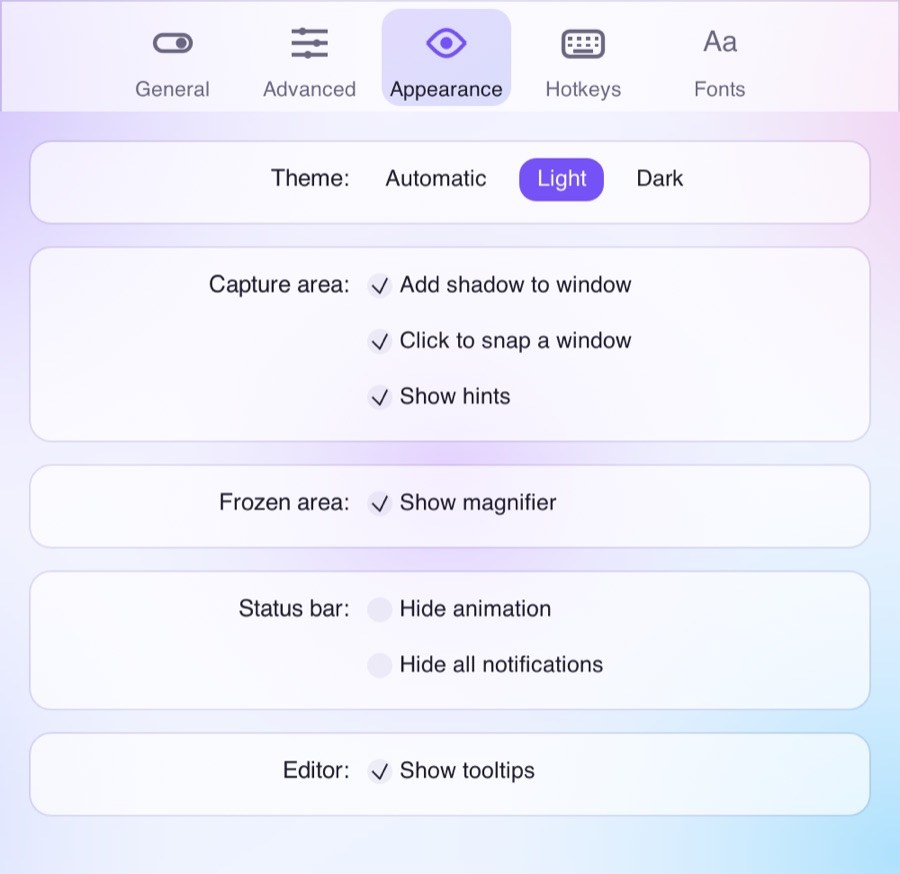 Aa
General Advanced Appearance Hotkeys Fonts
Theme: Automatic Light Dark
Capture area: Add shadow to window
Click to snap a window
Show hints
Frozen area: Show magnifier
Status bar: Hide animation
Hide all notifications
Editor: Show tooltips